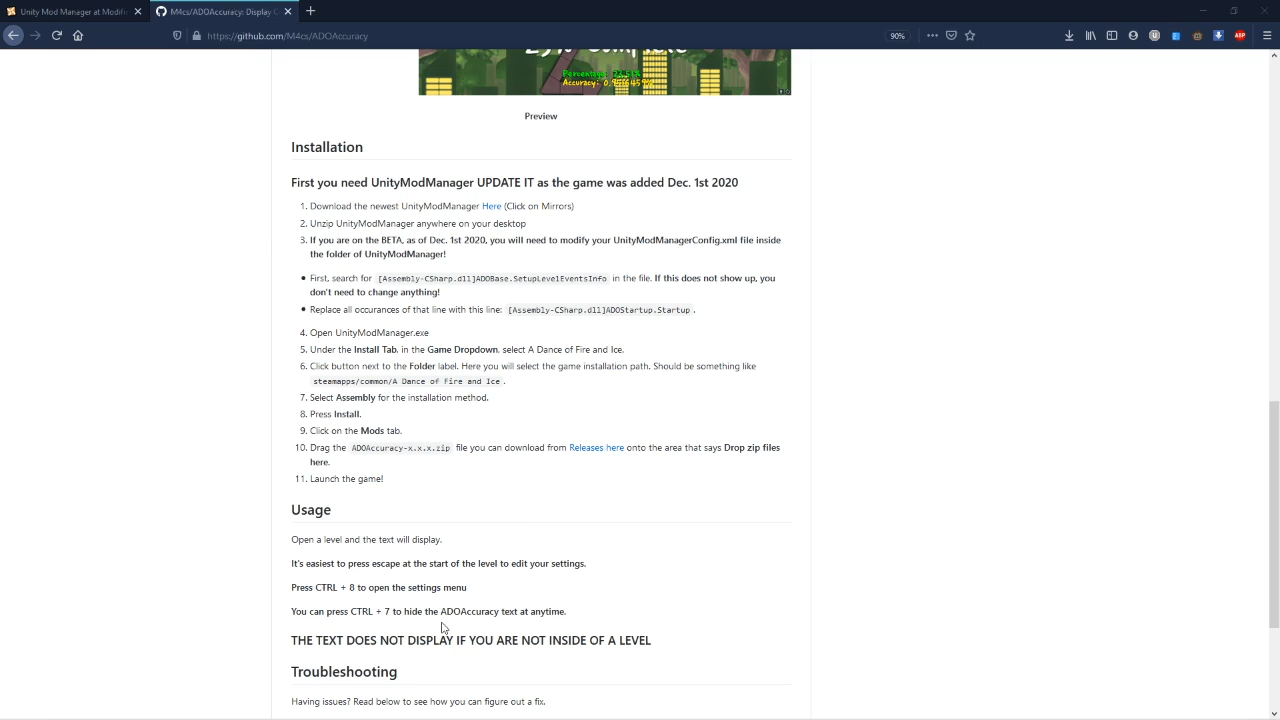 Unity Mod Manager at Modifi
M4cs/ADOAccuracy: Display C
https://github.com/M4cs/ADOAccuracy
90%
ABP
Percentage:
Accuracy:
Preview
Installation
First you need UnityModManager UPDATE IT as the game was added Dec. 1st 2020
1. Download the newest UnityModManager Here (Click on Mirrors)
2. Unzip UnityModManager anywhere on your desktop
3. If you are on the BETA, as of Dec. 1st 2020, you will need to modify your UnityModManagerConfig.xml file inside
the folder of UnityModManager!
• First, search for [Assembly-CSharp.dll]ADOBase.SetupLevelEventsInfo in the file. If this does not show up, you
don't need to change anything!
• Replace all occurances of that line with this line: [Assembly-CSharp.dll]ADOStartup.Startup .
4. Open UnityModManager.exe
5. Under the Install Tab, in the Game Dropdown, select A Dance of Fire and Ice.
6. Click button next to the Folder label. Here you will select the game installation path. Should be something like
steamapps/common/A Dance of Fire and Ice .
7. Select Assembly for the installation method.
8. Press Install.
9. Click on the Mods tab.
10. Drag the ADOAccuracy-x.x.x.zip file you can download from Releases here onto the area that says Drop zip files
here.
11. Launch the game!
Usage
Open a level and the text will display.
It's easiest to press escape at the start of the level to edit your settings.
Press CTRL + 8 to open the settings menu
You can press CTRL + 7 to hide the ADOAccuracy text at anytime.
THE TEXT DOES NOT DISPLAY IF YOU ARE NOT INSIDE OF A LEVEL
Troubleshooting
Having issues? Read below to see how you can figure out a fix.